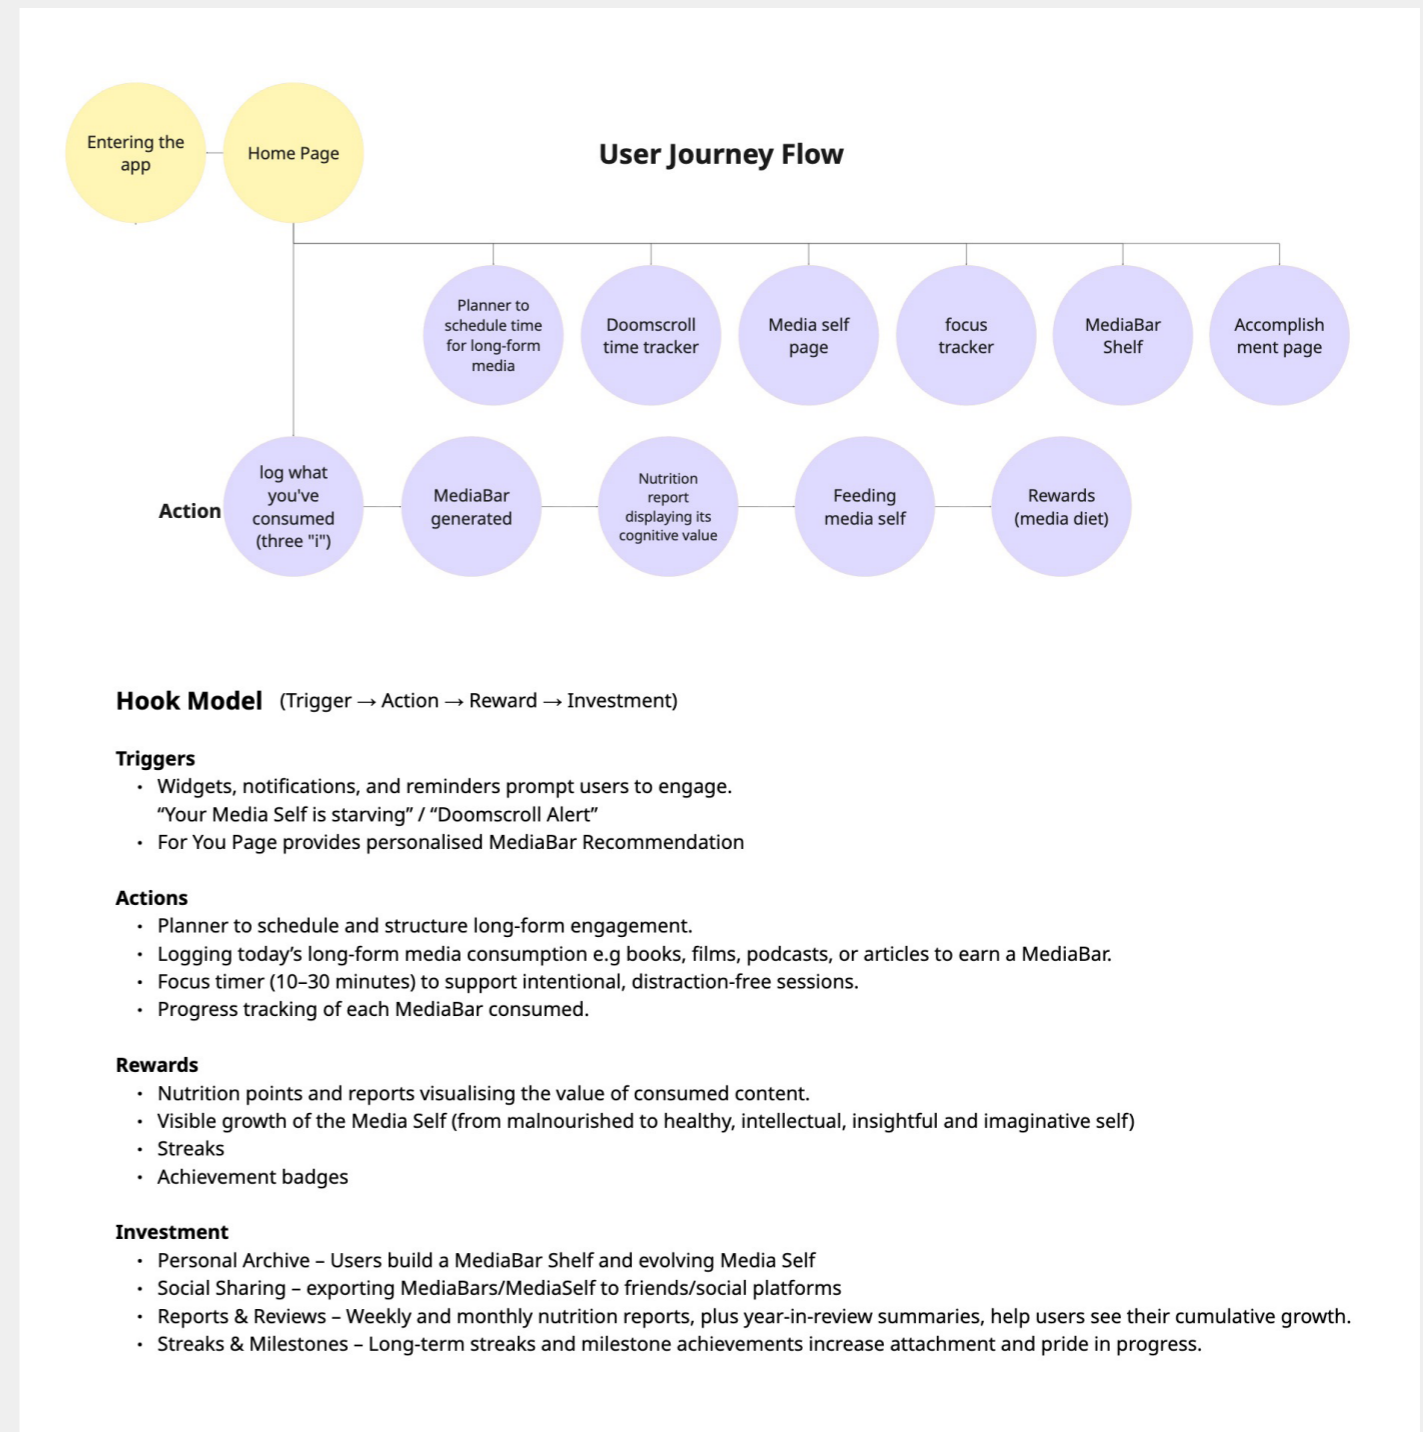 Entering the
app
Home Page
User Journey Flow
Planner to
schedule time
for long-form
media
Doomscroll
time tracker
Media self
page
focus
tracker
MediaBar
Shelf
Accomplish
ment page
Action
log what
you've
consumed
(three "i")
MediaBar
generated
Nutrition
report
displaying its
cognitive value
Feeding
media self
Rewards
(media diet)
Hook Model (Trigger → Action → Reward → Investment)
Triggers
• Widgets, notifications, and reminders prompt users to engage.
“Your Media Self is starving” / “Doomscroll Alert”
• For You Page provides personalised MediaBar Recommendation
Actions
• Planner to schedule and structure long-form engagement.
• Logging today’s long-form media consumption e.g books, films, podcasts, or articles to earn a MediaBar.
• Focus timer (10–30 minutes) to support intentional, distraction-free sessions.
• Progress tracking of each MediaBar consumed.
Rewards
• Nutrition points and reports visualising the value of consumed content.
• Visible growth of the Media Self (from malnourished to healthy, intellectual, insightful and imaginative self)
• Streaks
• Achievement badges
Investment
• Personal Archive – Users build a MediaBar Shelf and evolving Media Self
• Social Sharing – exporting MediaBars/MediaSelf to friends/social platforms
• Reports & Reviews – Weekly and monthly nutrition reports, plus year-in-review summaries, help users see their cumulative growth.
• Streaks & Milestones – Long-term streaks and milestone achievements increase attachment and pride in progress.